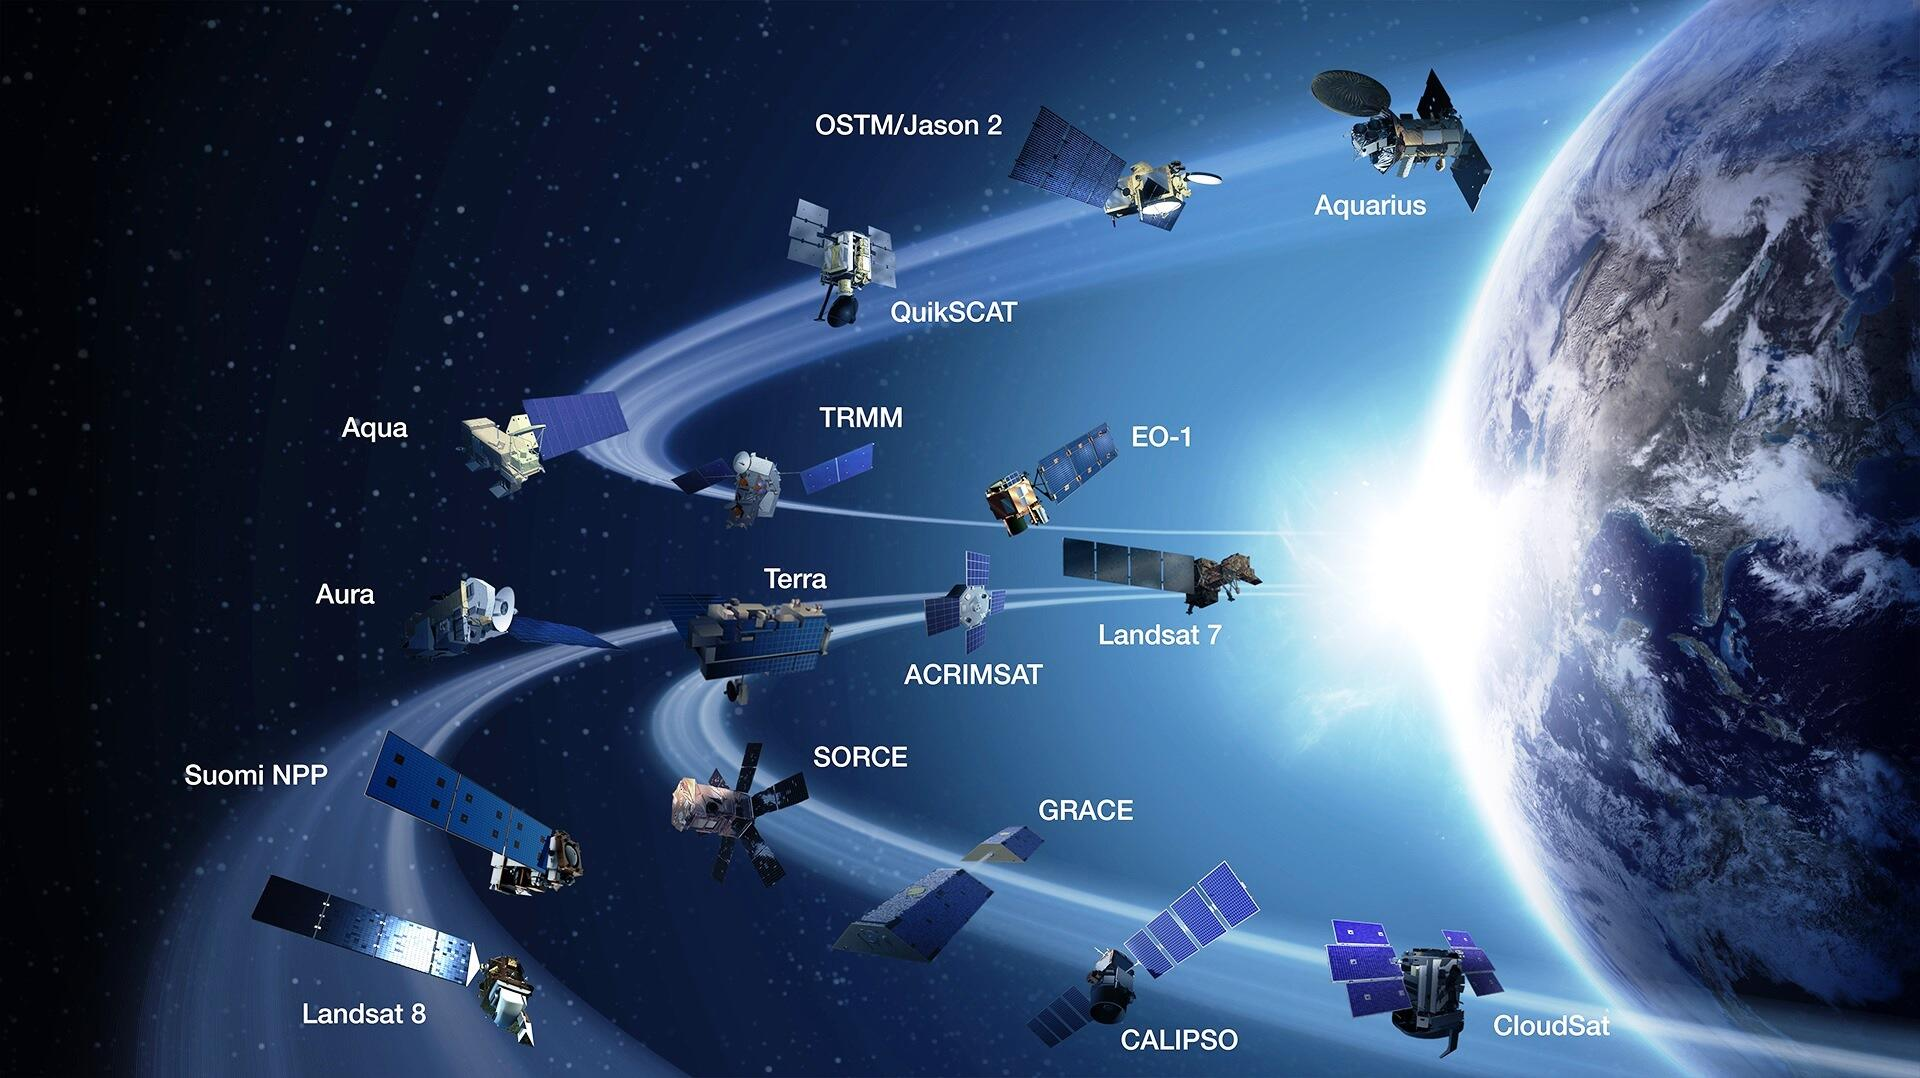 OSTM/Jason 2
Aquarius
QuikSCAT
Aqua
TRMM
EO-1
Aura
Terra
Landsat 7
ACRIMSAT
Suomi NPP
SORCE
GRACE
Landsat 8
CALIPSO
CloudSat